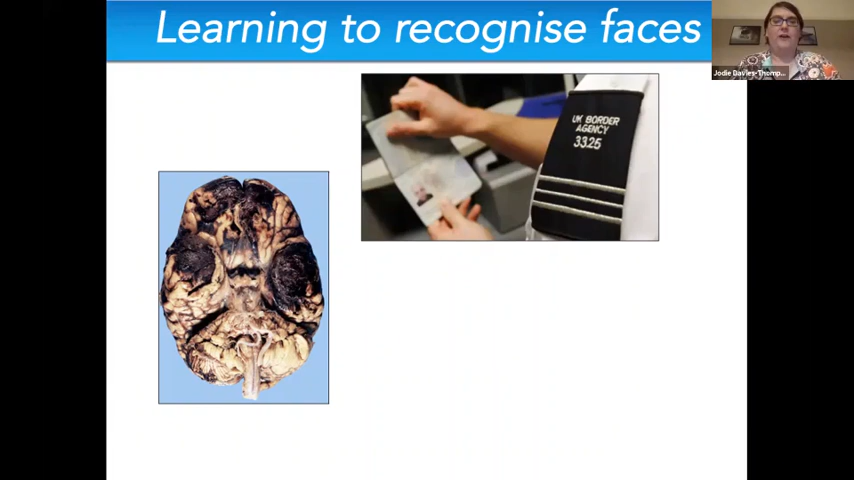 Learning to recognise faces
Jodie Davies-Thomp...
UK BORDER
AGENCY
3325